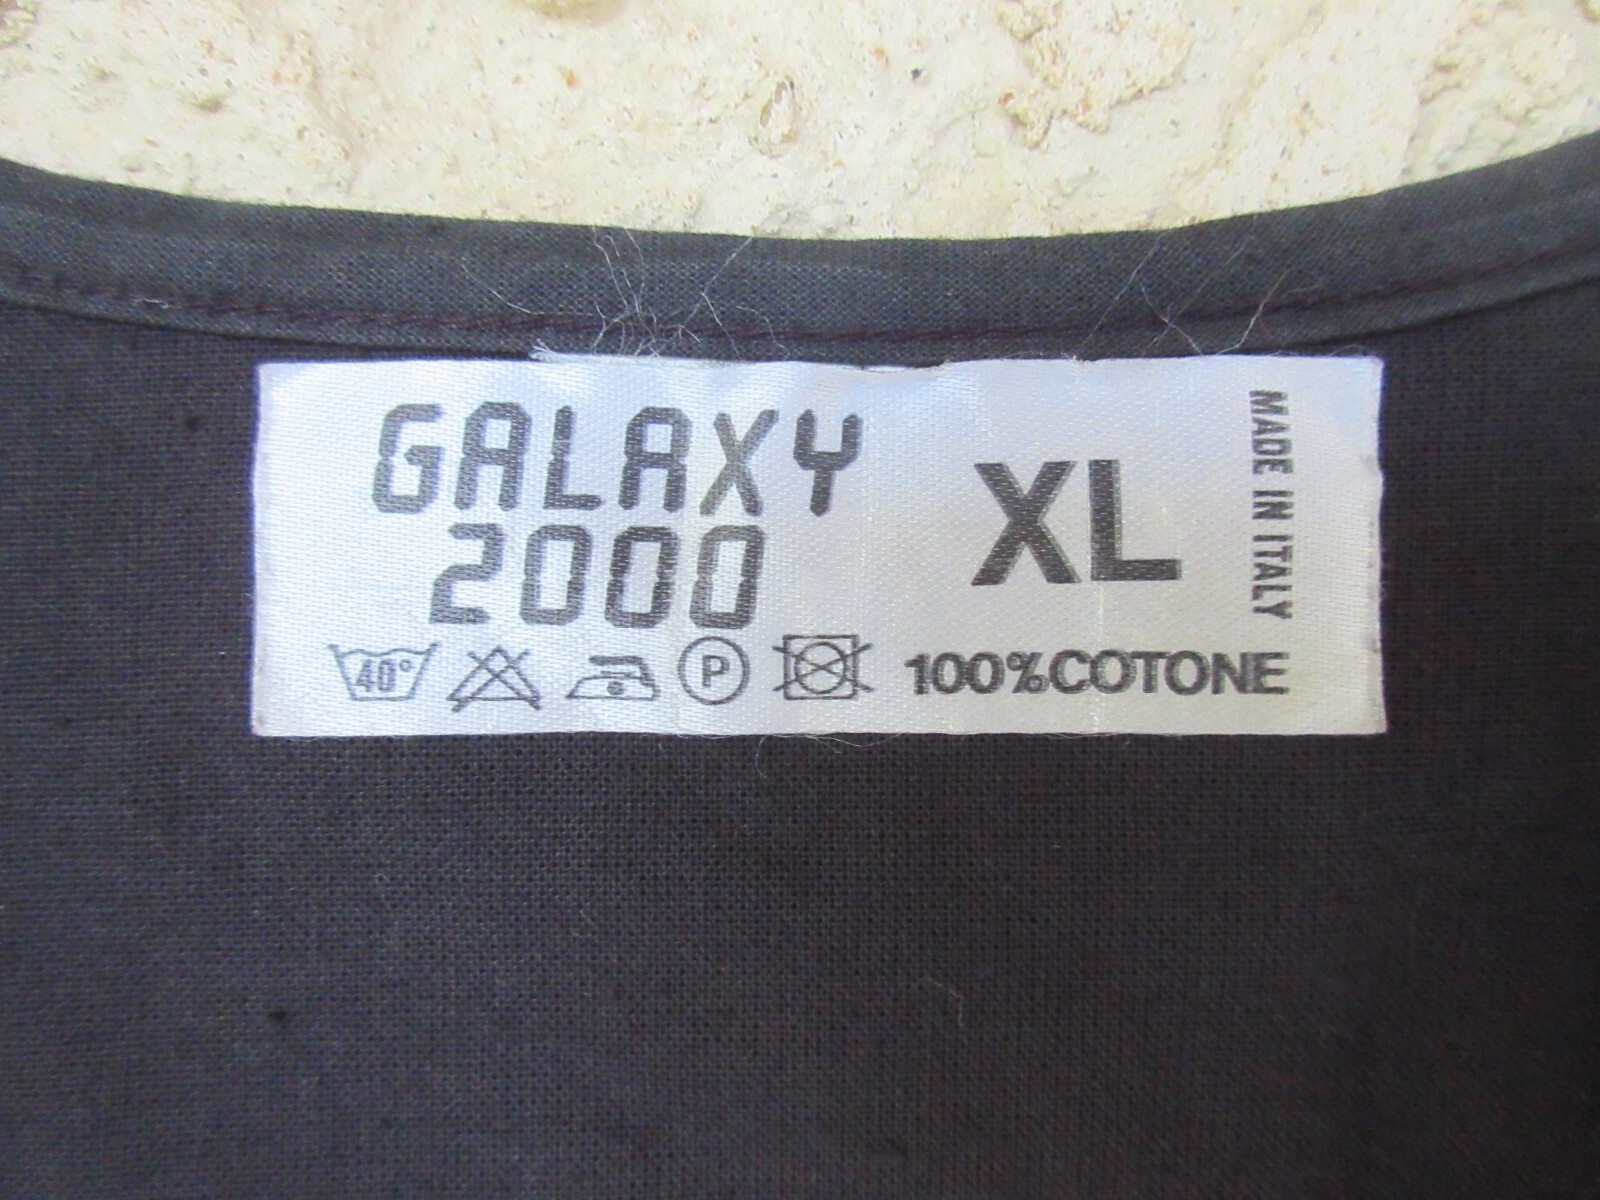 GALAXY
2000
XL
MADE IN ITALY
40°
P
100%COTONE